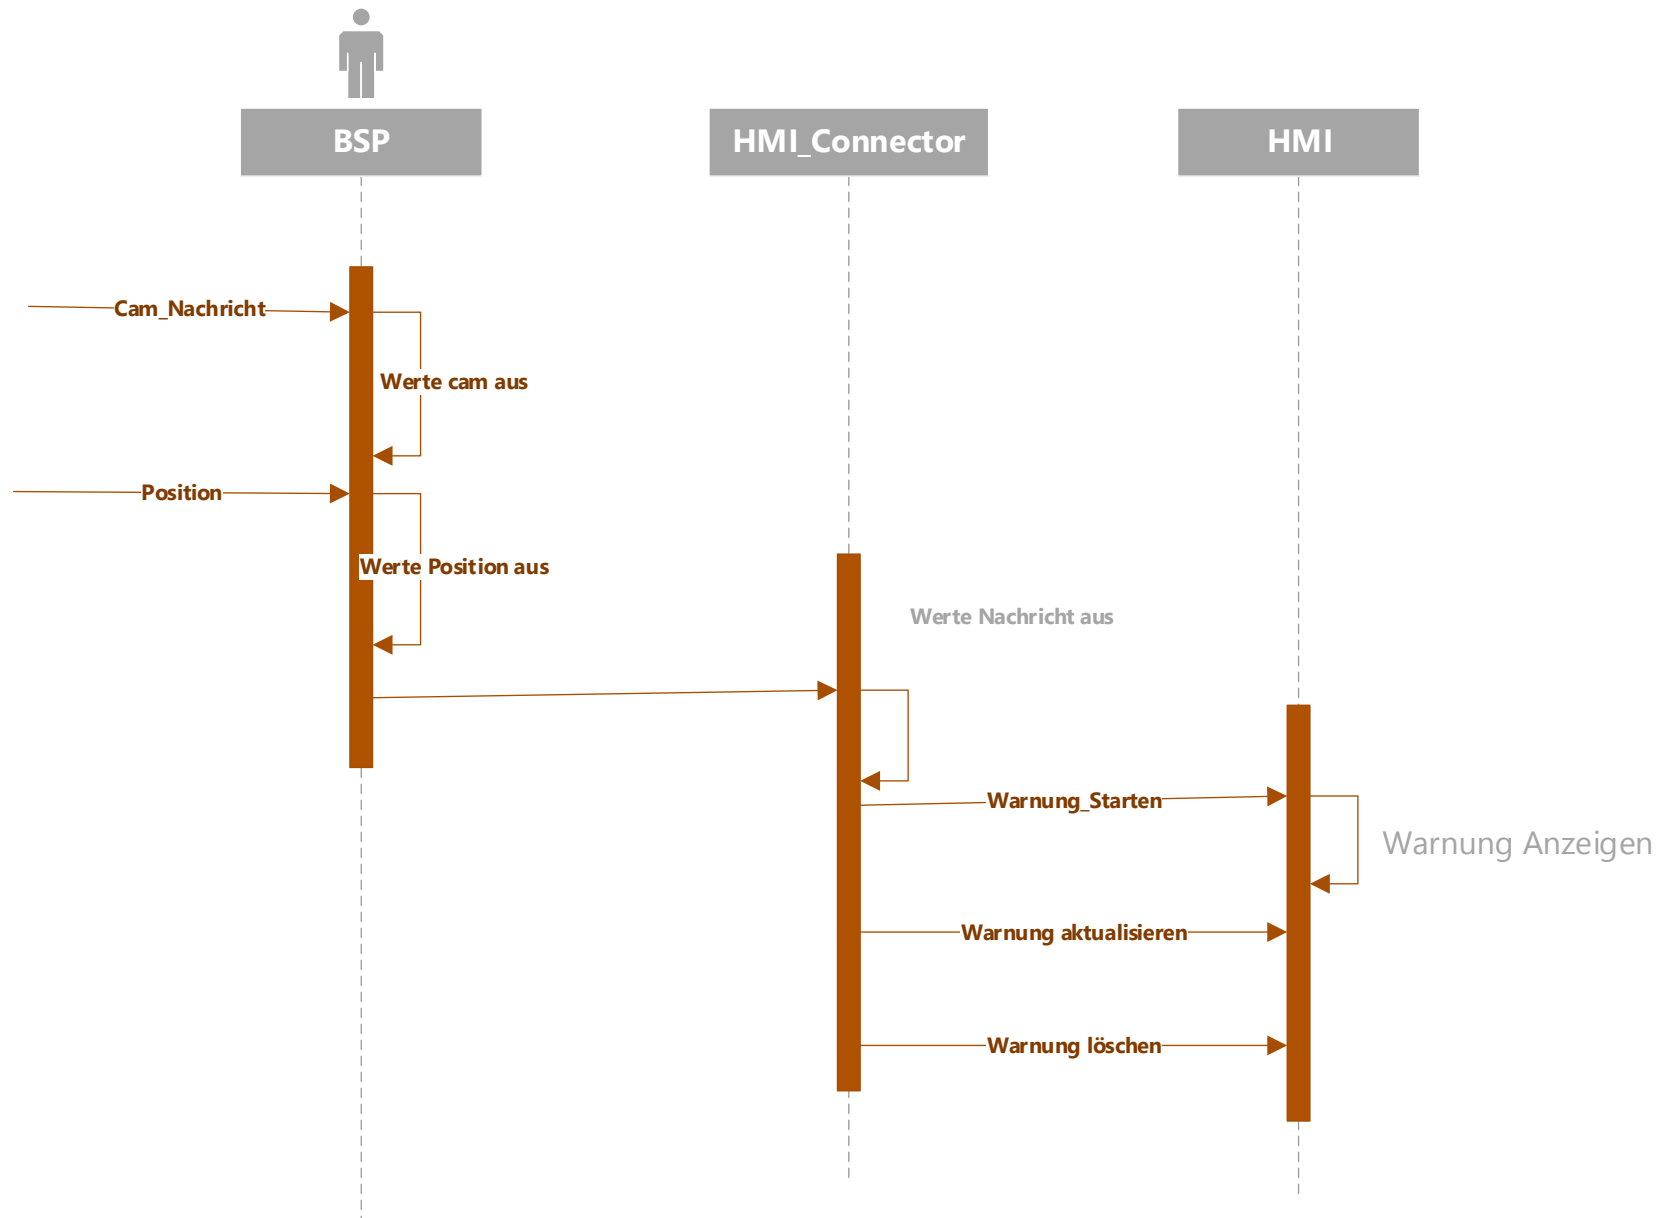 BSP
HMI_Connector
HMI
Cam_Nachricht
Werte cam aus
Position
Werte Position aus
Werte Nachricht aus
Warnung_Starten
Warnung Anzeigen
Warnung aktualisieren
Warnung löschen